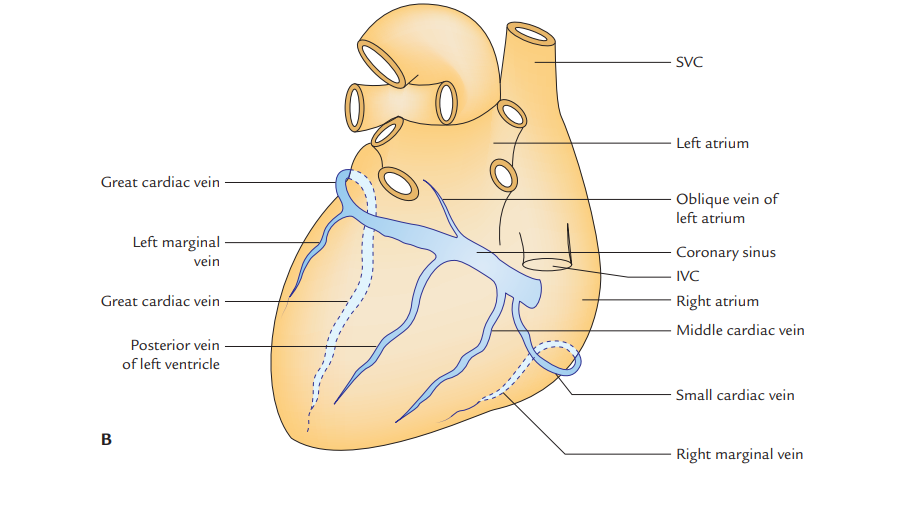 SVC
Left atrium
Great cardiac vein
Oblique vein of
left atrium
Left marginal
vein
Coronary sinus
IVC
Great cardiac vein
Right atrium
Middle cardiac vein
Posterior vein
of left ventricle
Small cardiac vein
B
Right marginal vein